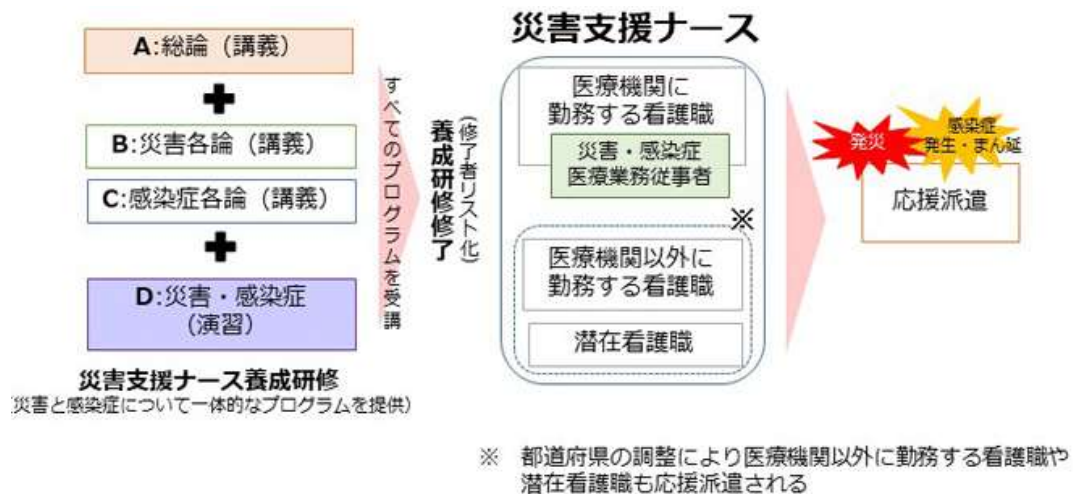 A:総論（講義）
B:災害各論（講義）
C:感染症各論（講義）
D:災害・感染症
（演習）
災害支援ナース養成研修
(災害と感染症について一体的なプログラムを提供)
すべてのプログラムを受講
養成研修修了
(修了者リスト化)
災害支援ナース
医療機関に
勤務する看護職
災害・感染症
医療業務従事者
※
医療機関以外に
勤務する看護職
潜在看護職
発災
感染症
発生・まん延
応援派遣
※　都道府県の調整により医療機関以外に勤務する看護職や
潜在看護職も応援派遣される